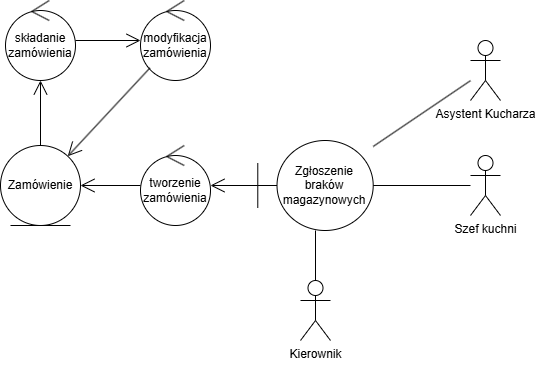 składanie
zamówienia
modyfikacja
zamówienia
Asystent Kucharza
Zamówienie
tworzenie
zamówienia
Zgłoszenie
braków
magazynowych
Szef kuchni
Kierownik